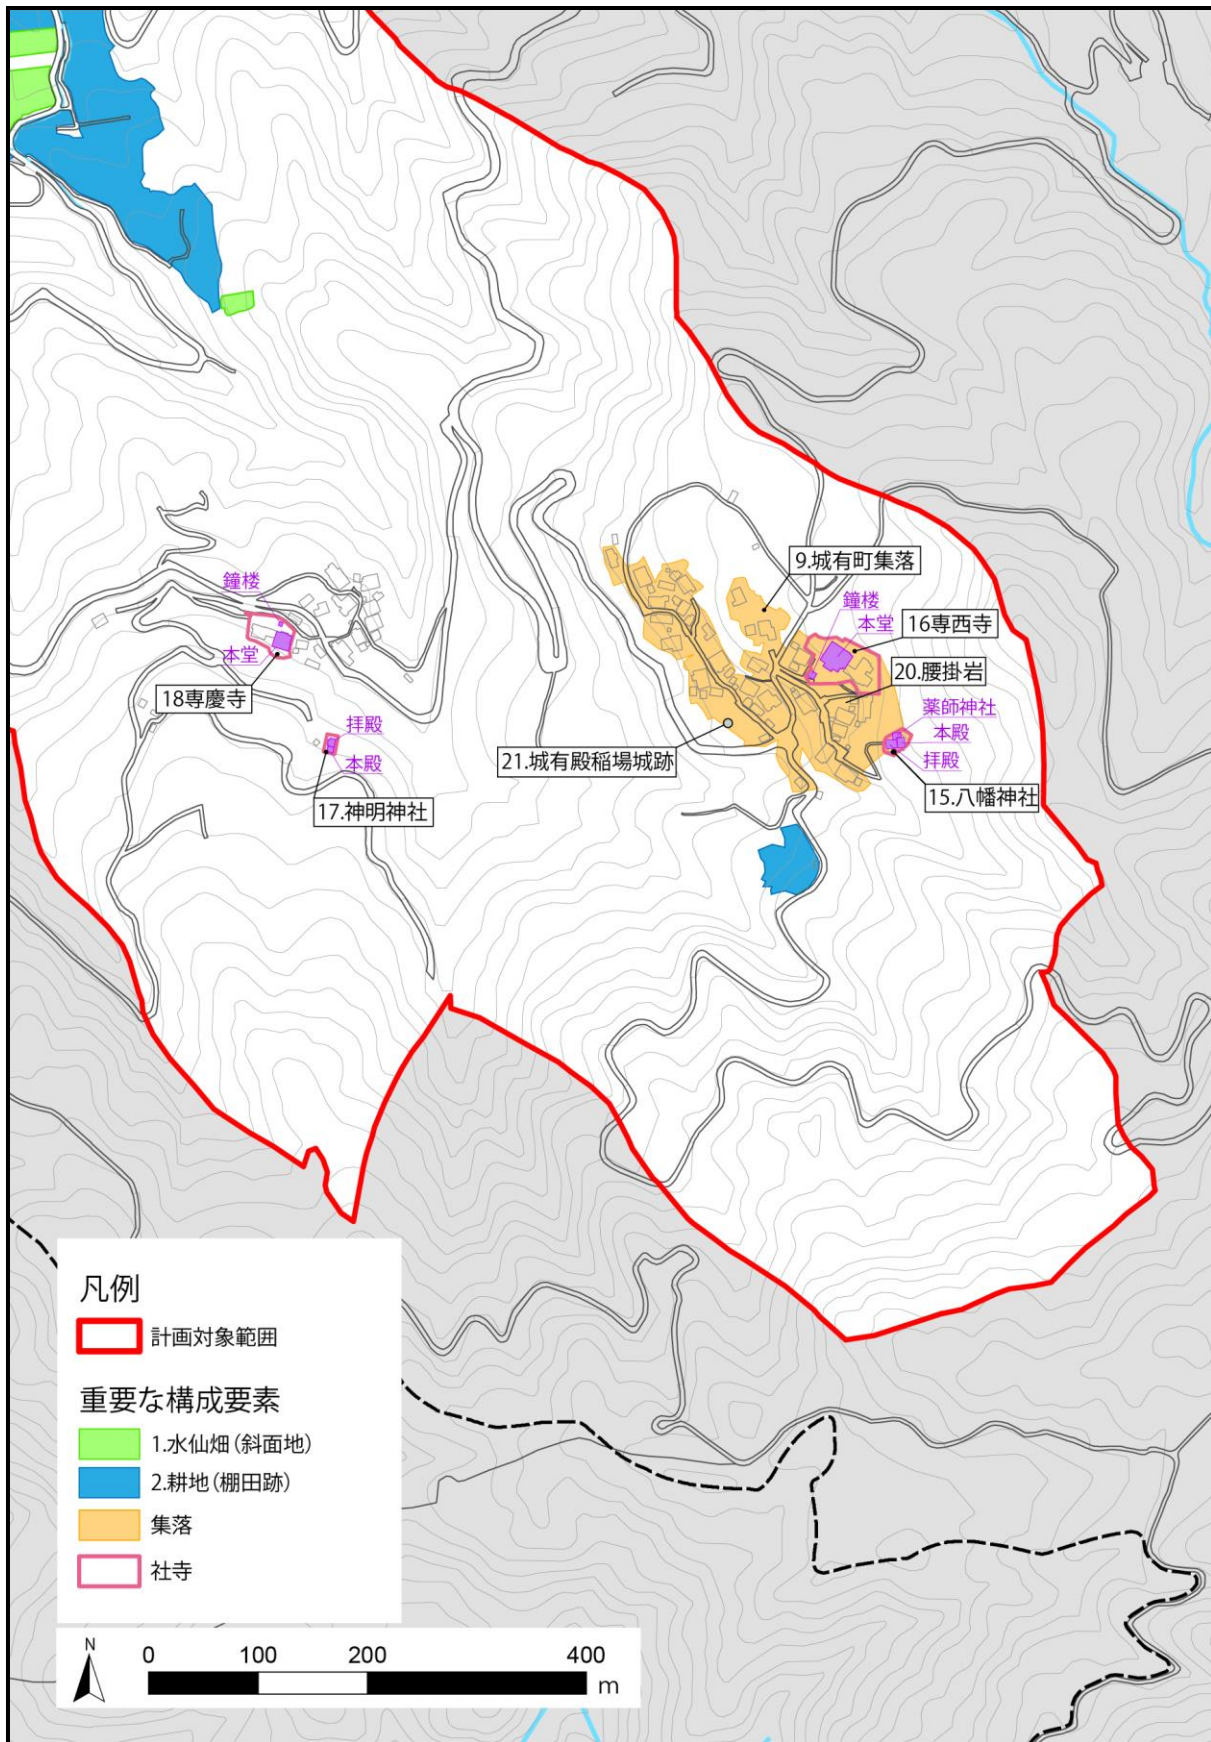 9.城有町集落
鐘楼
鐘楼
本堂
16専西寺
本堂
20.腰掛岩
18専慶寺
薬師神社
拝殿
本殿
21.城有殿稲場城跡
拝殿
本殿
17.神明神社
15.八幡神社
凡例
計画対象範囲
重要な構成要素
1.水仙畑(斜面地)
2.耕地(棚田跡)
集落
社寺
N
0 100 200 400
m